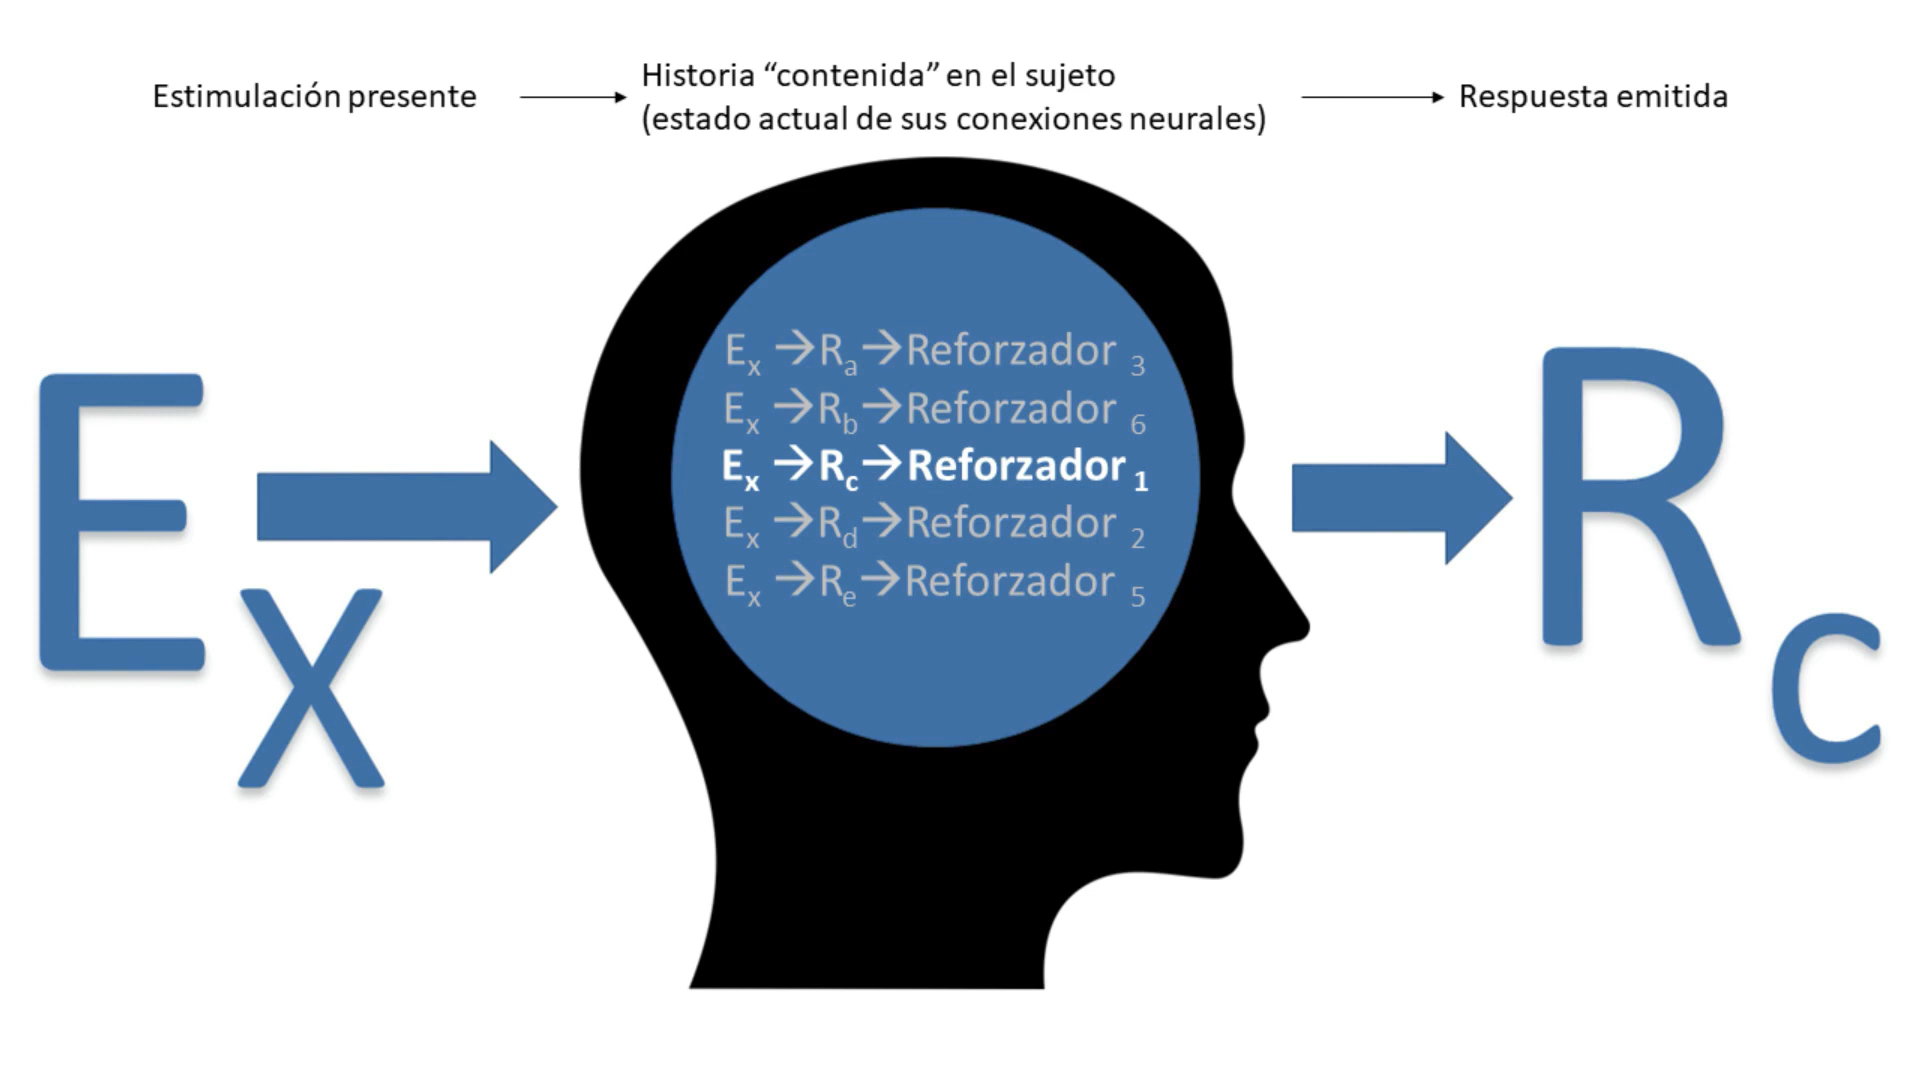 Estimulación presente
Historia “contenida” en el sujeto
(estado actual de sus conexiones neurales)
Respuesta emitida
Ex →Ra→Reforzador 3
Ex →Rb→Reforzador 6
Ex →Rc→Reforzador 1
Ex →Rd→Reforzador 2
Ex →Re→Reforzador 5
Ex
Rc